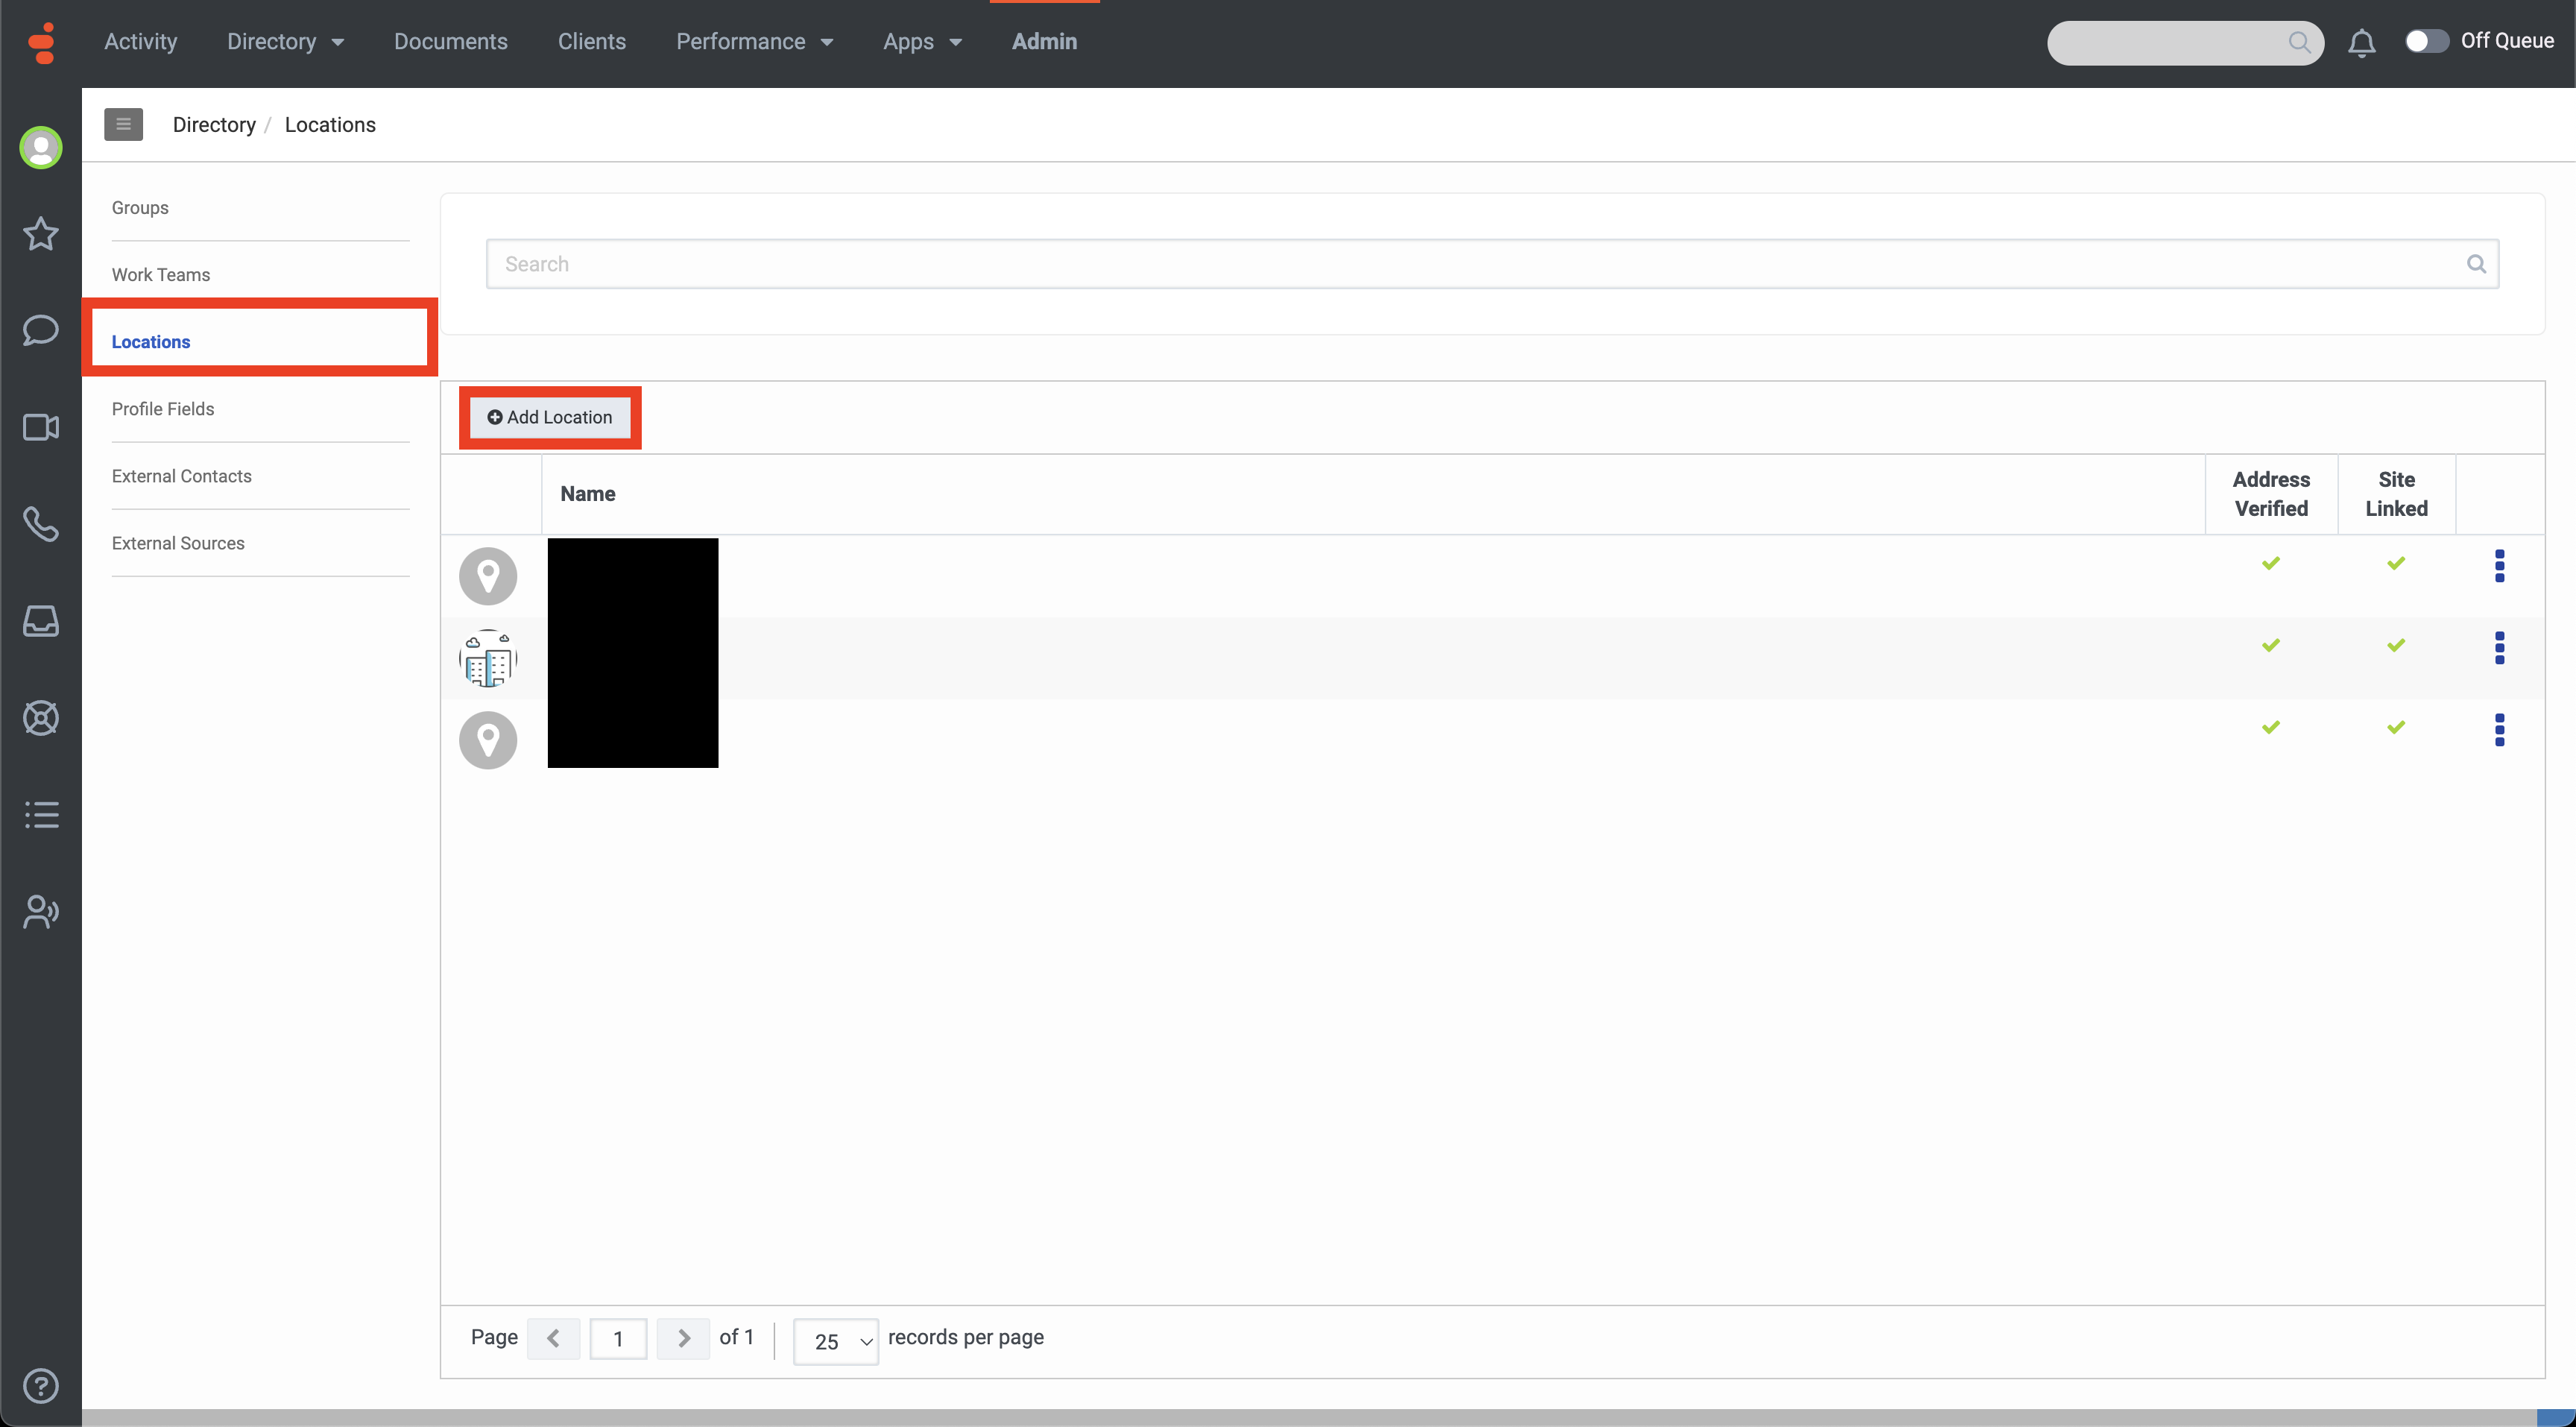 Activity Directory Documents Clients Performance Apps Admin Off Queue
Directory / Locations
Groups
Work Teams
Locations
Profile Fields
External Contacts
External Sources
Search
Add Location
Name Address Verified Site Linked
Page 1 of 1 25 records per page